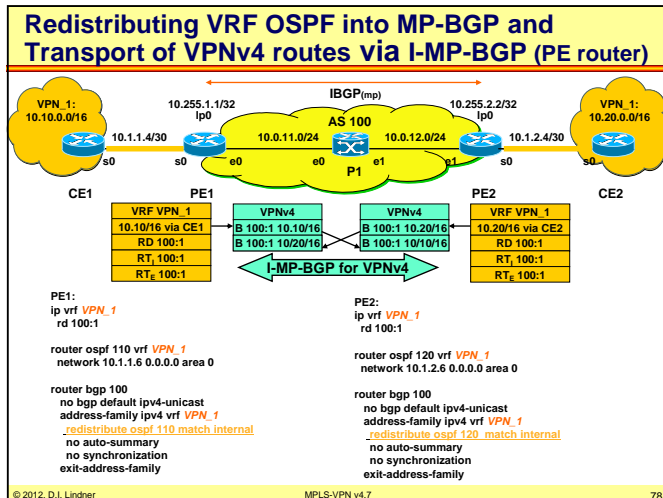 Redistributing VRF OSPF into MP-BGP and
Transport of VPNv4 routes via I-MP-BGP (PE router)
IBGP(mp)
VPN_1:
10.10.0.0/16
10.255.1.1/32
lp0
10.255.2.2/32
lp0
VPN_1:
10.20.0.0/16
AS 100
10.1.1.4/30
10.0.11.0/24
10.0.12.0/24
10.1.2.4/30
s0
s0
e0
e0
P1
e1
e1
s0
s0
CE1
PE1
PE2
CE2
VRF VPN_1
10.10/16 via CE1
RD 100:1
RTI 100:1
RTE 100:1
VPNv4
B 100:1 10.10/16
B 100:1 10/20/16
VPNv4
B 100:1 10.20/16
B 100:1 10/10/16
VRF VPN_1
10.20/16 via CE2
RD 100:1
RTI 100:1
RTE 100:1
I-MP-BGP for VPNv4
PE1:
ip vrf VPN_1
rd 100:1
router ospf 110 vrf VPN_1
network 10.1.1.6 0.0.0.0 area 0
router bgp 100
no bgp default ipv4-unicast
address-family ipv4 vrf VPN_1
redistribute ospf 110 match internal
no auto-summary
no synchronization
exit-address-family
PE2:
ip vrf VPN_1
rd 100:1
router ospf 120 vrf VPN_1
network 10.1.2.6 0.0.0.0 area 0
router bgp 100
no bgp default ipv4-unicast
address-family ipv4 vrf VPN_1
redistribute ospf 120 match internal
no auto-summary
no synchronization
exit-address-family
© 2012, D.I. Lindner
MPLS-VPN v4.7
78